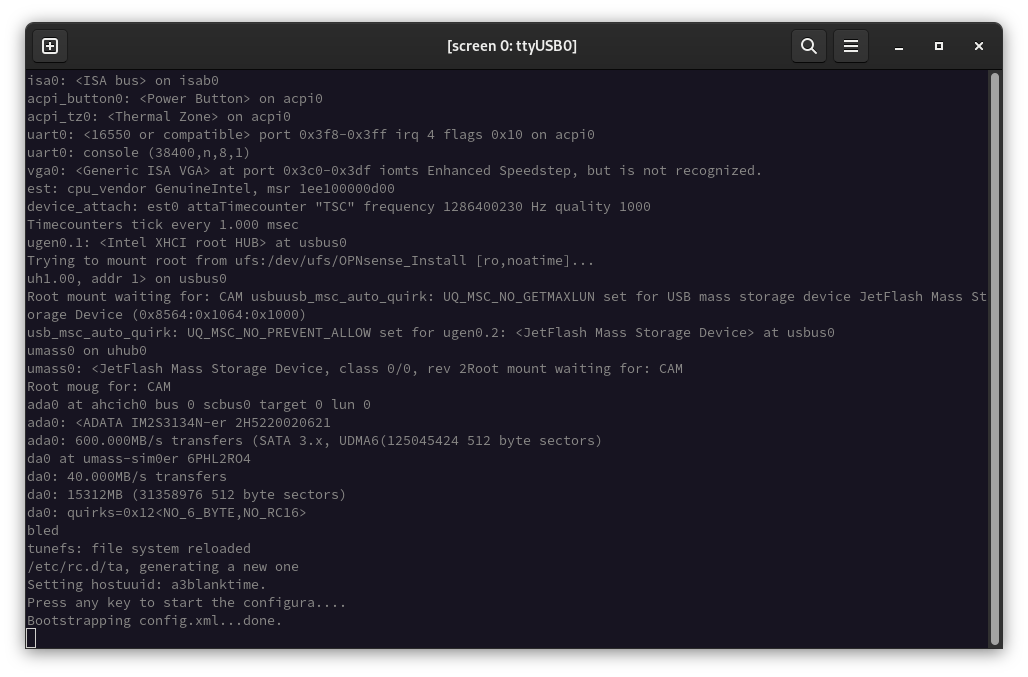 [screen 0: ttyUSB0]
isa0: <ISA bus> on isab0
acpi_button0: <Power Button> on acpi0
acpi_tz0: <Thermal Zone> on acpi0
uart0: <16550 or compatible> port 0x3f8-0x3ff irq 4 flags 0x10 on acpi0
uart0: console (38400,n,8,1)
vga0: <Generic ISA VGA> at port 0x3c0-0x3df iomts Enhanced Speedstep, but is not recognized.
est: cpu_vendor GenuineIntel, msr 1ee100000d00
device_attach: est0 attaTimecounter "TSC" frequency 1286400230 Hz quality 1000
Timecounters tick every 1.000 msec
ugen0.1: <Intel XHCI root HUB> at usbus0
Trying to mount root from ufs:/dev/ufs/OPNsense_Install [ro,noatime]...
uh1.00, addr 1> on usbus0
Root mount waiting for: CAM usbuusb_msc_auto_quirk: UQ_MSC_NO_GETMAXLUN set for USB mass storage device JetFlash Mass St
orage Device (0x8564:0x1064:0x1000)
usb_msc_auto_quirk: UQ_MSC_NO_PREVENT_ALLOW set for ugen0.2: <JetFlash Mass Storage Device> at usbus0
umass0 on uhub0
umass0: <JetFlash Mass Storage Device, class 0/0, rev 2Root mount waiting for: CAM
Root moug for: CAM
ada0 at ahcich0 bus 0 scbus0 target 0 lun 0
ada0: <ADATA IM2S3134N-er 2H5220020621
ada0: 600.000MB/s transfers (SATA 3.x, UDMA6(125045424 512 byte sectors)
da0 at umass-sim0er 6PHL2RO4
da0: 40.000MB/s transfers
da0: 15312MB (31358976 512 byte sectors)
da0: quirks=0x12<NO_6_BYTE,NO_RC16>
bled
tunefs: file system reloaded
/etc/rc.d/ta, generating a new one
Setting hostuuid: a3blanktime.
Press any key to start the configura....
Bootstrapping config.xml...done.